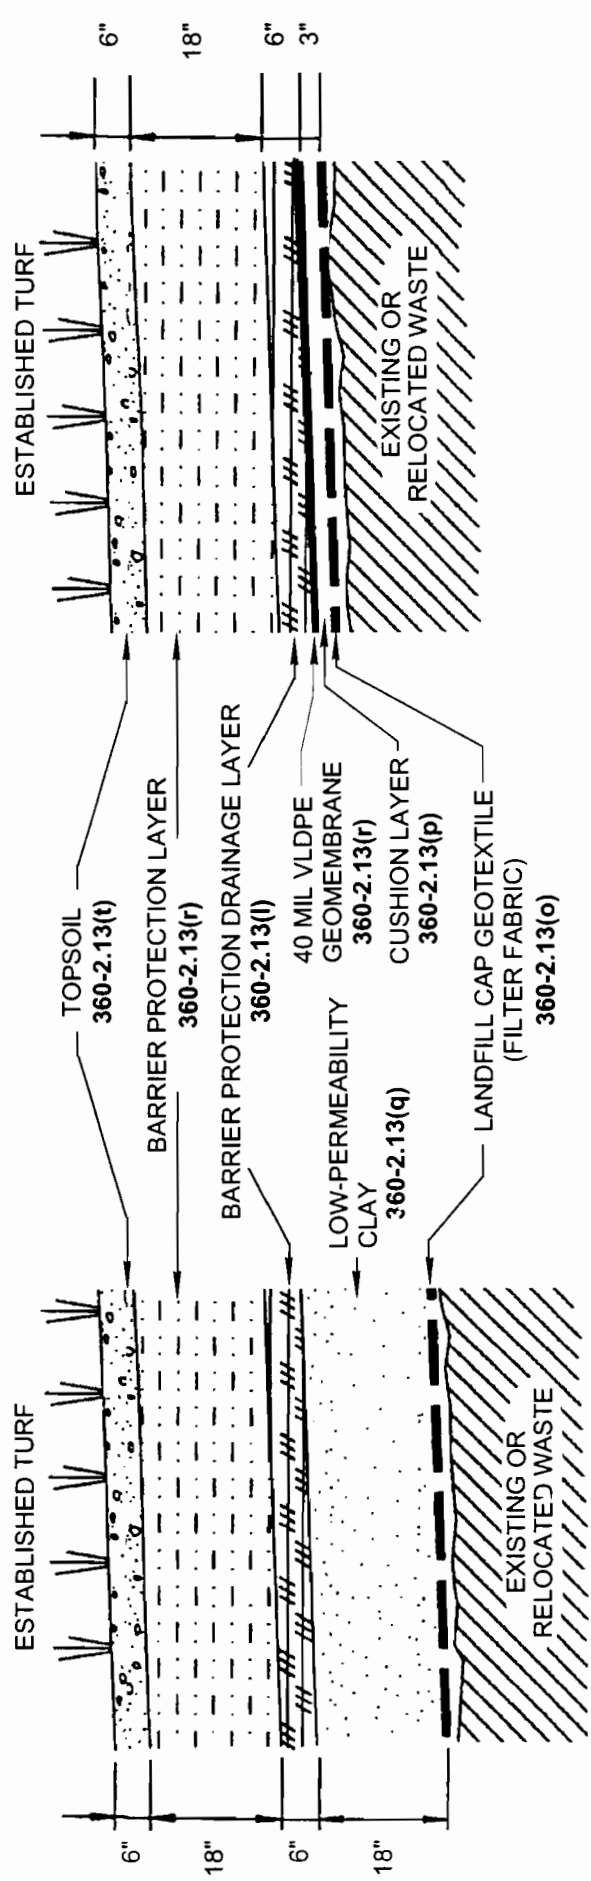 ESTABLISHED TURF
6"
18"
6"
18"
EXISTING OR
RELOCATED WASTE
TOPSOIL
360-2.13(t)
BARRIER PROTECTION LAYER
360-2.13(r)
BARRIER PROTECTION DRAINAGE LAYER
360-2.13(l)
LOW-PERMEABILITY
CLAY
360-2.13(q)
40 MIL VLDPE
GEOMEMBRANE
360-2.13(r)
CUSHION LAYER
360-2.13(p)
LANDFILL CAP GEOTEXTILE
(FILTER FABRIC)
360-2.13(o)
ESTABLISHED TURF
6"
18"
6"
3"
EXISTING OR
RELOCATED WASTE